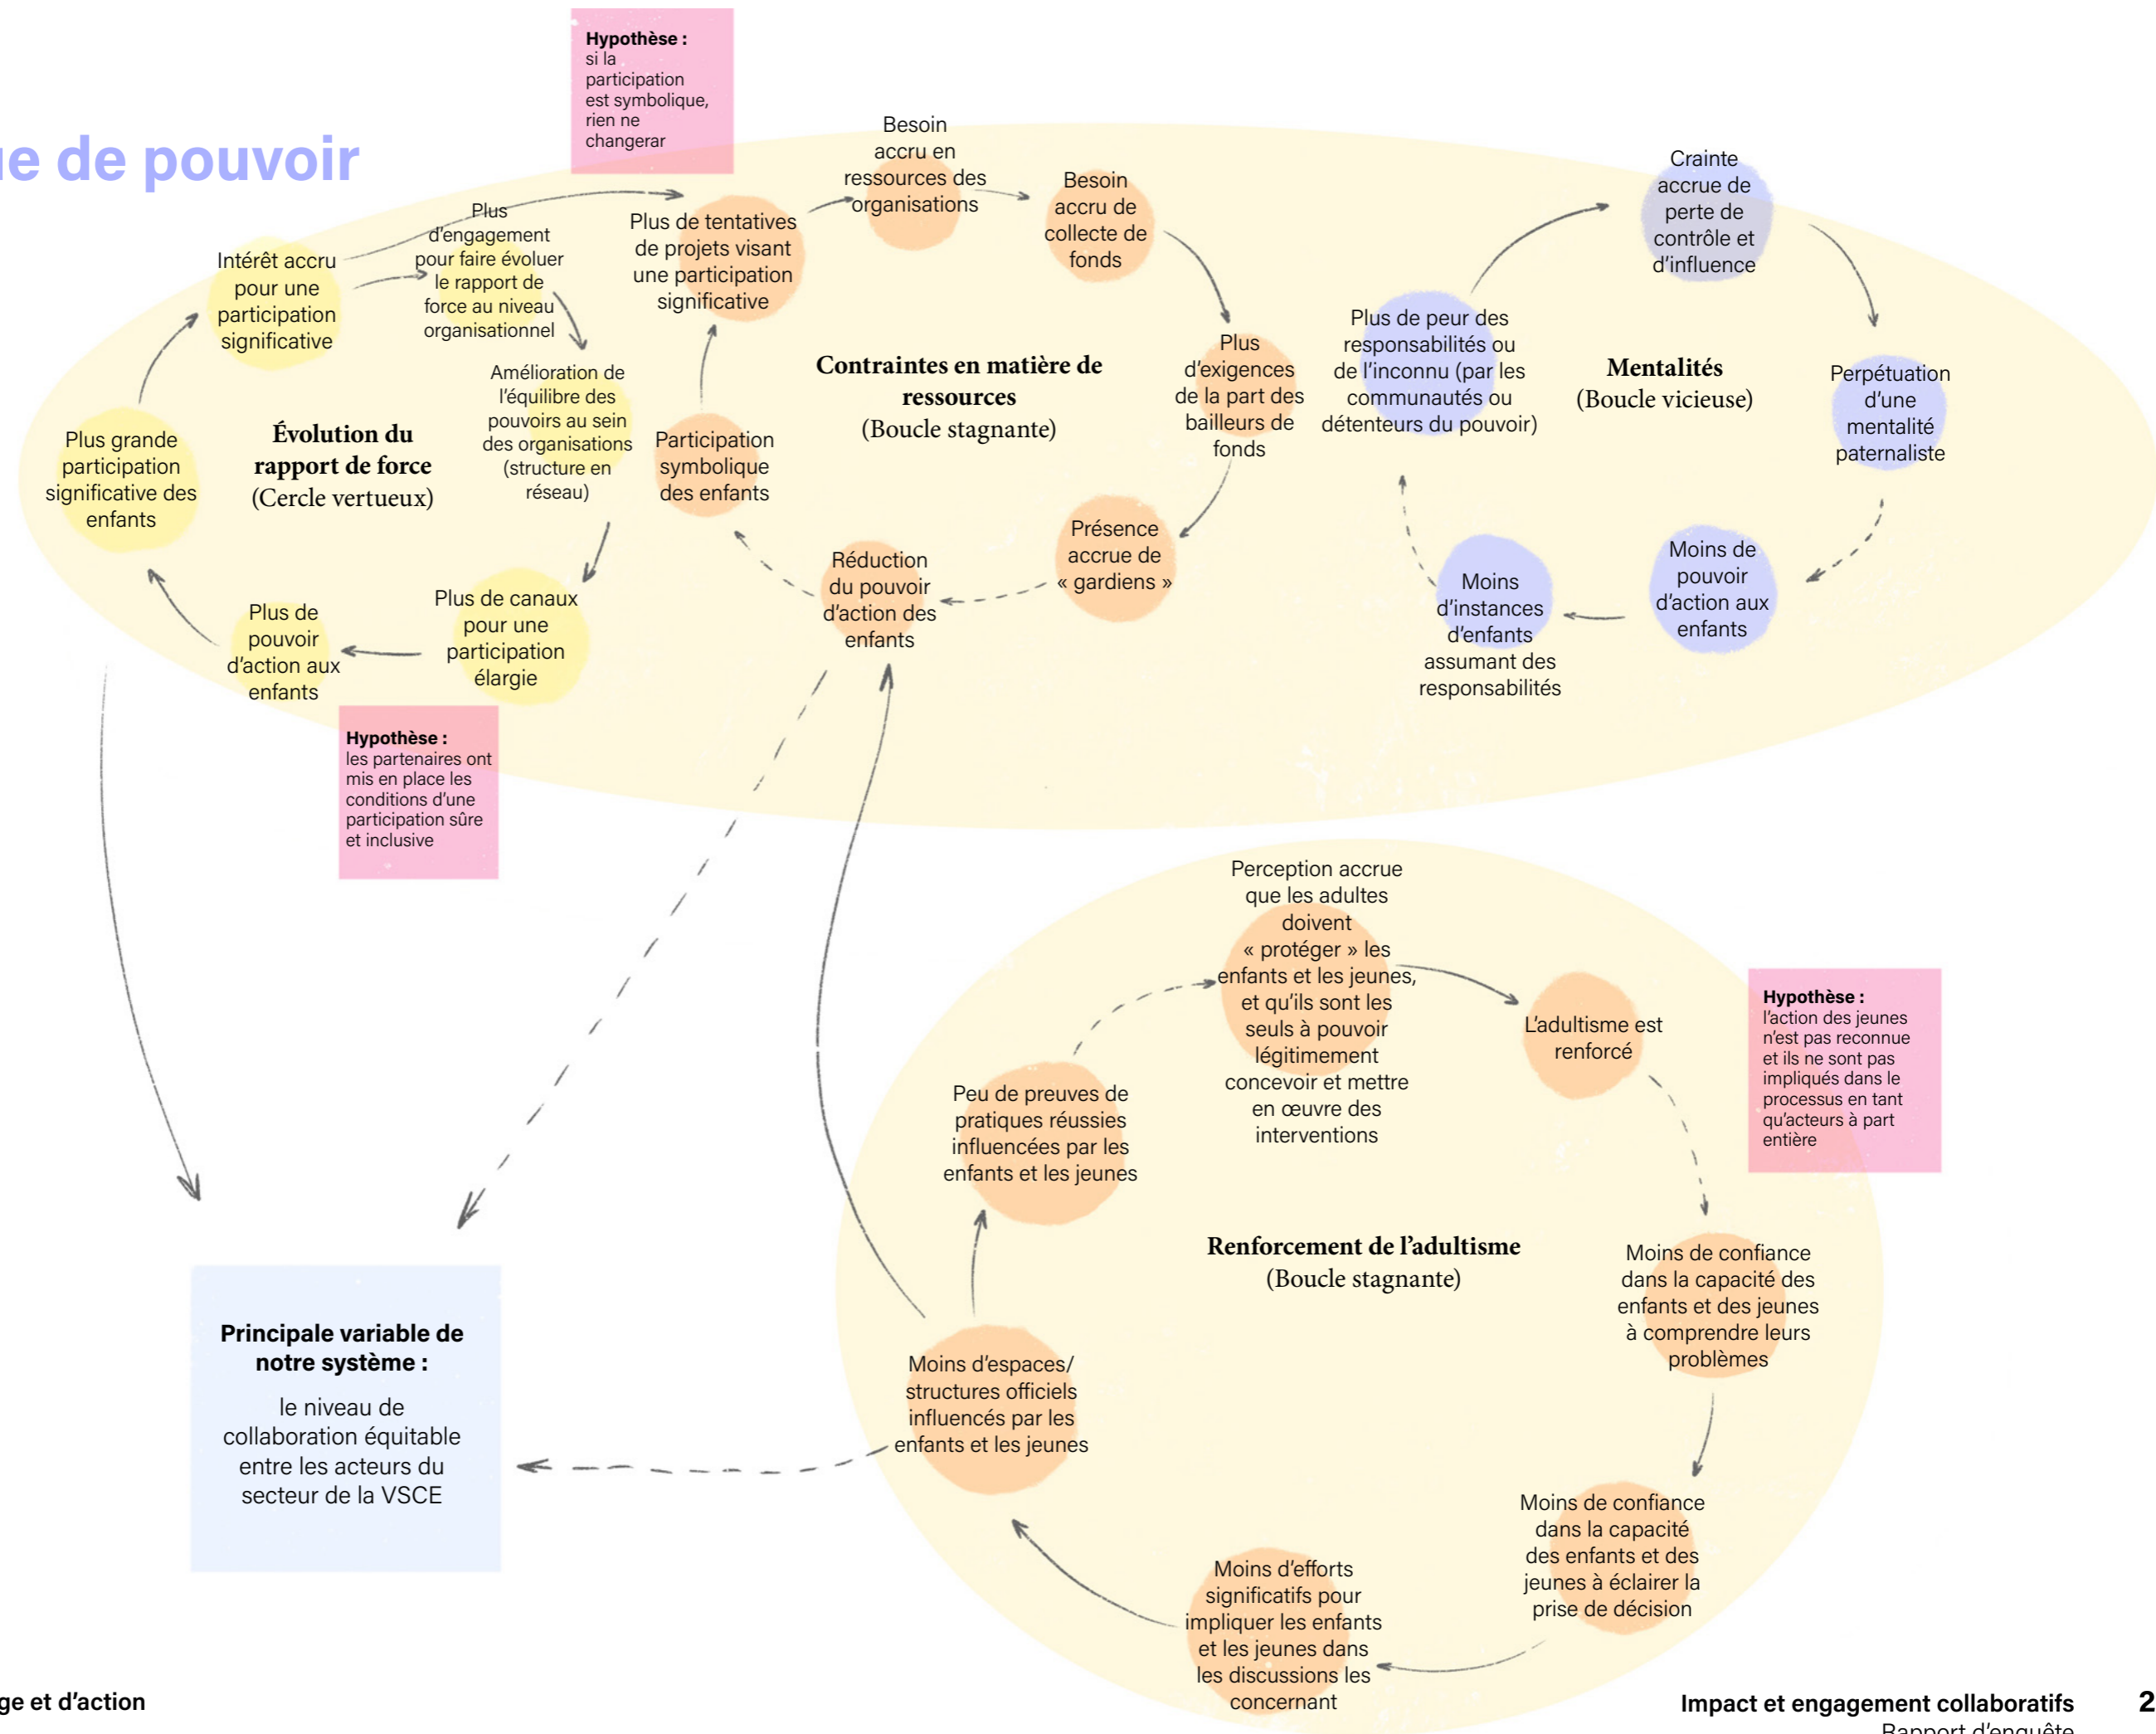 ue de pouvoir
Hypothèse :
si la
participation
est symbolique,
rien ne
changerar
Intérêt accru
pour une
participation
significative
Plus
d'engagement
pour faire évoluer
le rapport de
force au niveau
organisationnel
Amélioration de
l'équilibre des
pouvoirs au sein
des organisations
(structure en
réseau)
Plus de canaux
pour une
participation
élargie
Plus de
pouvoir
d'action aux
enfants
Plus grande
participation
significative des
enfants
Évolution du
rapport de force
(Cercle vertueux)
Hypothèse :
les partenaires ont
mis en place les
conditions d'une
participation sûre
et inclusive
Plus de tentatives
de projets visant
une participation
significative
Besoin
accru en
ressources des
organisations
Besoin
accru de
collecte de
fonds
Plus
d'exigences
de la part des
bailleurs de
fonds
Présence
accrue de
« gardiens »
Réduction
du pouvoir
d'action des
enfants
Participation
symbolique
des enfants
Contraintes en matière de
ressources
(Boucle stagnante)
Crainte
accrue de
perte de
contrôle et
d'influence
Perpétuation
d'une
mentalité
paternaliste
Moins de
pouvoir
d'action aux
enfants
Moins
d'instances
d'enfants
assumant des
responsabilités
Plus de peur des
responsabilités ou
de l'inconnu (par les
communautés ou
détenteurs du pouvoir)
Mentalités
(Boucle vicieuse)
Perception accrue
que les adultes
doivent
« protéger » les
enfants et les jeunes,
et qu'ils sont les
seuls à pouvoir
légitimement
concevoir et mettre
en œuvre des
interventions
L'adultisme est
renforcé
Hypothèse :
l'action des jeunes
n'est pas reconnue
et ils ne sont pas
impliqués dans le
processus en tant
qu'acteurs à part
entière
Moins de confiance
dans la capacité des
enfants et des jeunes
à comprendre leurs
problèmes
Moins de confiance
dans la capacité
des enfants et des
jeunes à éclairer la
prise de décision
Moins d'efforts
significatifs pour
impliquer les enfants
et les jeunes dans
les discussions les
concernant
Moins d'espaces/
structures officiels
influencés par les
enfants et les jeunes
Peu de preuves de
pratiques réussies
influencées par les
enfants et les jeunes
Renforcement de l'adultisme
(Boucle stagnante)
Principale variable de
notre système :
le niveau de
collaboration équitable
entre les acteurs du
secteur de la VSCE
ge et d'action
Impact et engagement collaboratifs 2
Rapport d'enquête